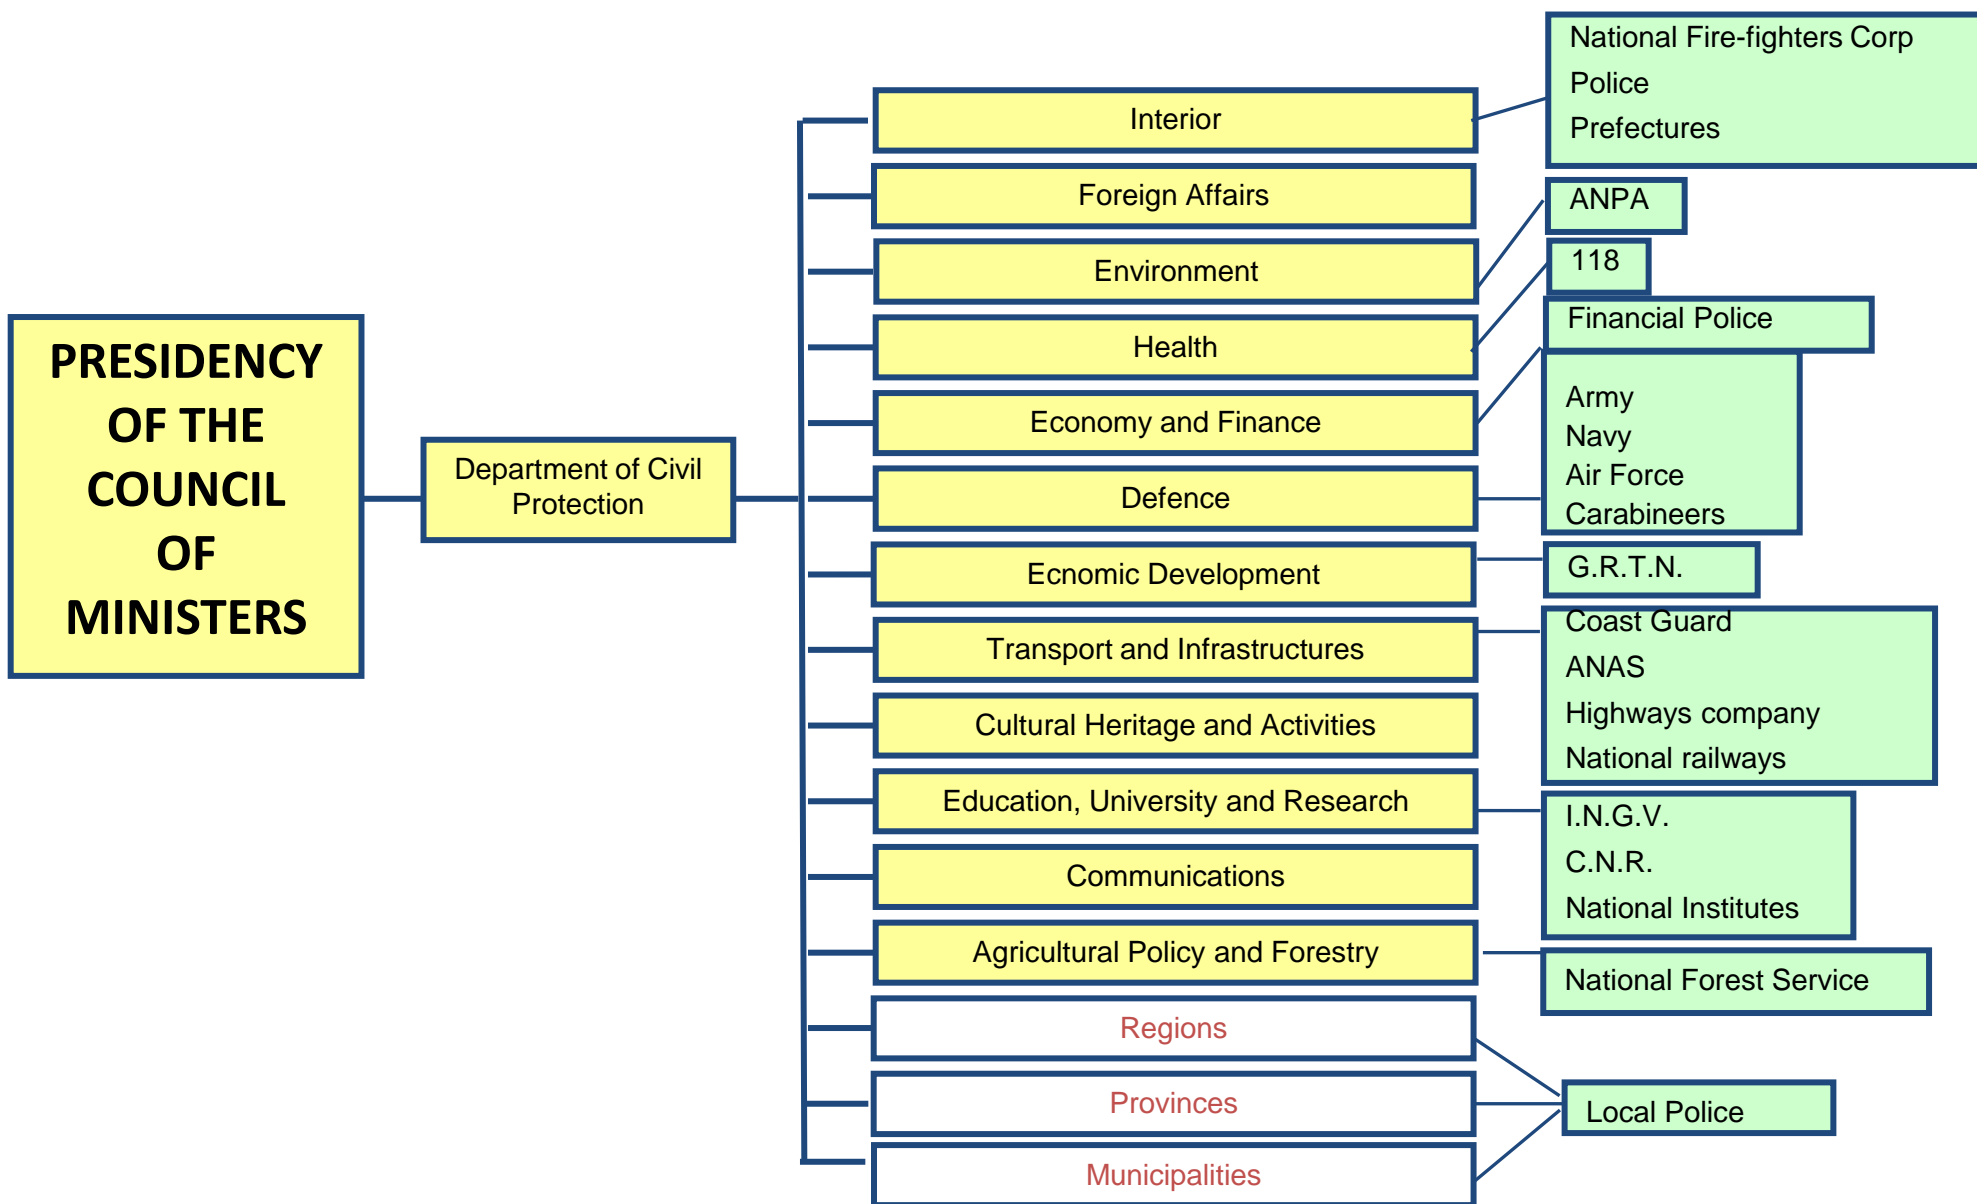 PRESIDENCY
OF THE
COUNCIL
OF
MINISTERS
Department of Civil
Protection
Interior
Foreign Affairs
Environment
Health
Economy and Finance
Defence
Ecnomic Development
Transport and Infrastructures
Cultural Heritage and Activities
Education, University and Research
Communications
Agricultural Policy and Forestry
Regions
Provinces
Municipalities
National Fire-fighters Corp
Police
Prefectures
ANPA
118
Financial Police
Army
Navy
Air Force
Carabineers
G.R.T.N.
Coast Guard
ANAS
Highways company
National railways
I.N.G.V.
C.N.R.
National Institutes
National Forest Service
Local Police